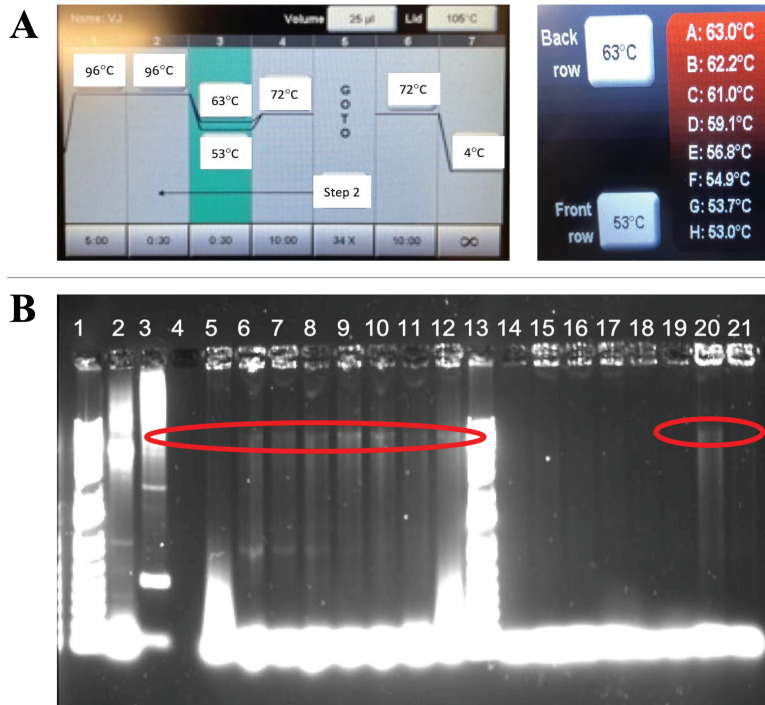 A
Name: VJ Volume 25 µl Lid 105°C
1 2 3 4 5 6 7
96°C 96°C 63°C 72°C GOTO 72°C
53°C 4°C
Step 2
5:00 0:30 0:30 10:00 34 X 10:00 ∞
Back row 63°C
Front row 53°C
A: 63.0°C
B: 62.2°C
C: 61.0°C
D: 59.1°C
E: 56.8°C
F: 54.9°C
G: 53.7°C
H: 53.0°C
B
1 2 3 4 5 6 7 8 9 10 11 12 13 14 15 16 17 18 19 20 21